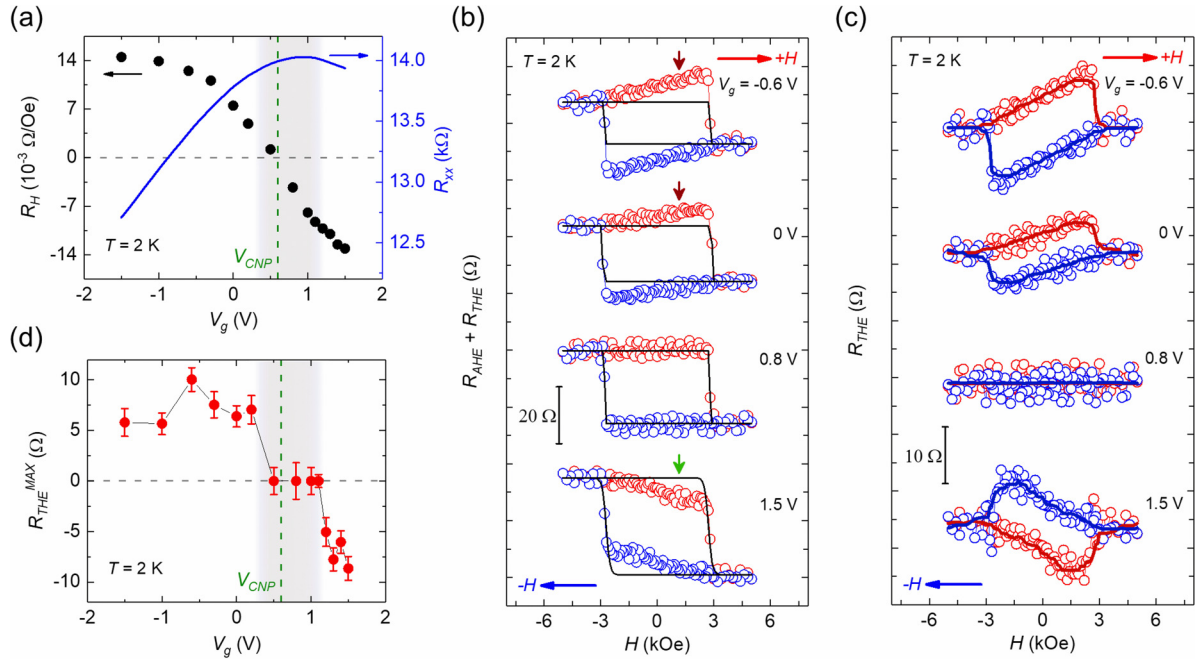 (a)
14
7
0
-7
-14
R_H (10^-3 Ω/Oe)
14.0
13.5
13.0
12.5
R_xx (kΩ)
T = 2 K
V_CNP
-2 -1 0 1 2
V_g (V)
(b)
T = 2 K
+H
V_g = -0.6 V
0 V
0.8 V
20 Ω
1.5 V
-H
R_AHE + R_THE (Ω)
-6 -3 0 3 6
H (kOe)
(c)
T = 2 K
+H
V_g = -0.6 V
0 V
0.8 V
10 Ω
1.5 V
-H
R_THE (Ω)
-6 -3 0 3 6
H (kOe)
(d)
10
5
0
-5
-10
R_THE^MAX (Ω)
T = 2 K
V_CNP
-2 -1 0 1 2
V_g (V)